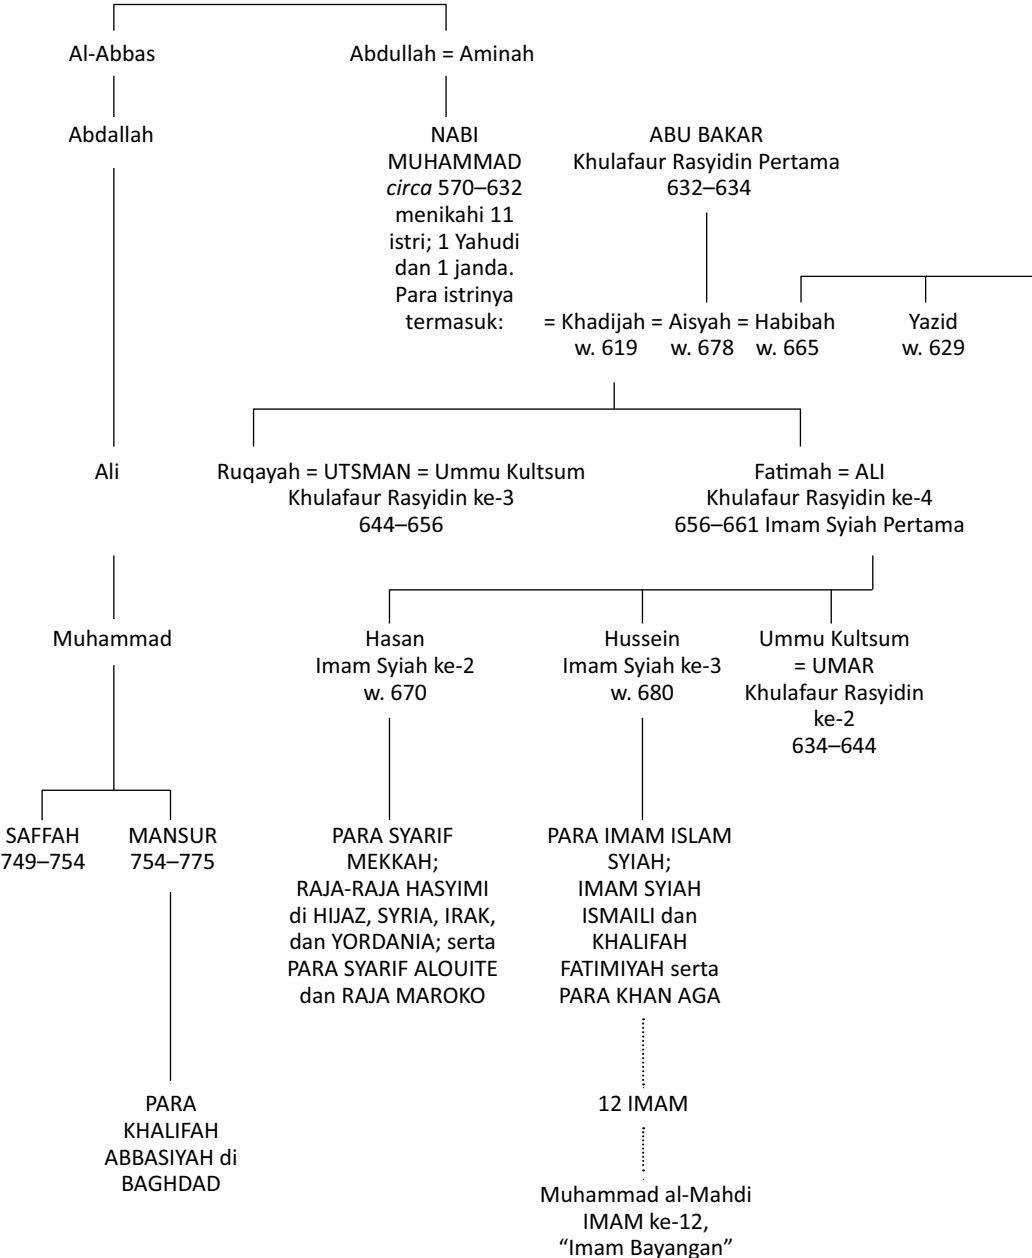 Al-Abbas
Abdullah = Aminah
Abdallah
NABI
MUHAMMAD
circa 570–632
menikahi 11
istri; 1 Yahudi
dan 1 janda.
Para istrinya
termasuk:
ABU BAKAR
Khulafaur Rasyidin Pertama
632–634
= Khadijah = Aisyah = Habibah
w. 619 w. 678 w. 665
Yazid
w. 629
Ali
Ruqayah = UTSMAN = Ummu Kultsum
Khulafaur Rasyidin ke-3
644–656
Fatimah = ALI
Khulafaur Rasyidin ke-4
656–661 Imam Syiah Pertama
Muhammad
Hasan
Imam Syiah ke-2
w. 670
Hussein
Imam Syiah ke-3
w. 680
Ummu Kultsum
= UMAR
Khulafaur Rasyidin
ke-2
634–644
SAFFAH
749–754
MANSUR
754–775
PARA SYARIF
MEKKAH;
RAJA-RAJA HASYIMI
di HIJAZ, SYRIA, IRAK,
dan YORDANIA; serta
PARA SYARIF ALOUITE
dan RAJA MAROKO
PARA IMAM ISLAM
SYIAH;
IMAM SYIAH
ISMAILI dan
KHALIFAH
FATIMIYAH serta
PARA KHAN AGA
PARA
KHALIFAH
ABBASIYAH di
BAGHDAD
12 IMAM
Muhammad al-Mahdi
IMAM ke-12,
“Imam Bayangan”